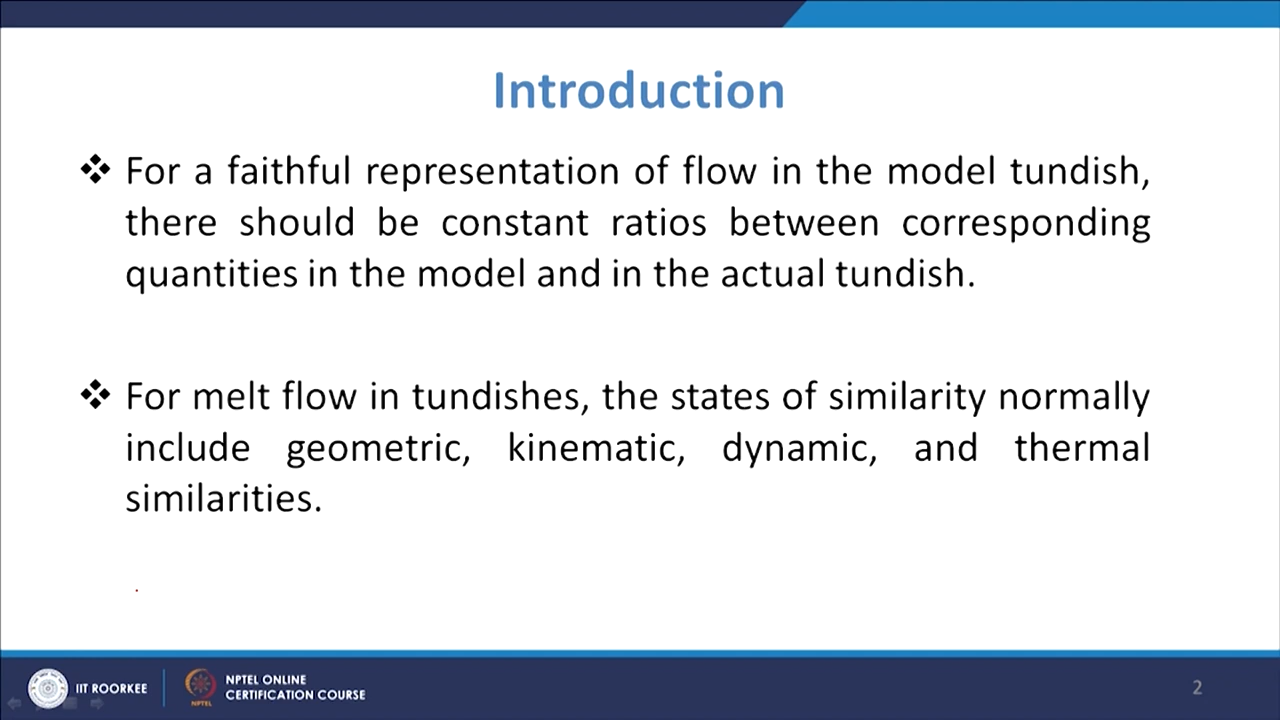 Introduction
❖ For a faithful representation of flow in the model tundish,
there should be constant ratios between corresponding
quantities in the model and in the actual tundish.
❖ For melt flow in tundishes, the states of similarity normally
include geometric, kinematic, dynamic, and thermal
similarities.
IIT ROORKEE
NPTEL
NPTEL ONLINE
CERTIFICATION COURSE
2